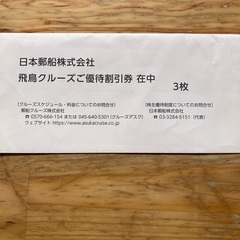 日本郵船株式会社
飛鳥クルーズご優待割引券 在中
3枚
[クルーズスケジュール・料金についてのお問合せ]
郵船クルーズ株式会社
☎ 0570-666-154 または 045-640-5301 (クルーズデスク)
ウェブサイト https://www.asukacruise.co.jp
[株主優待制度についてのお問合せ]
日本郵船株式会社
☎ 03-3284-5151 (代表)